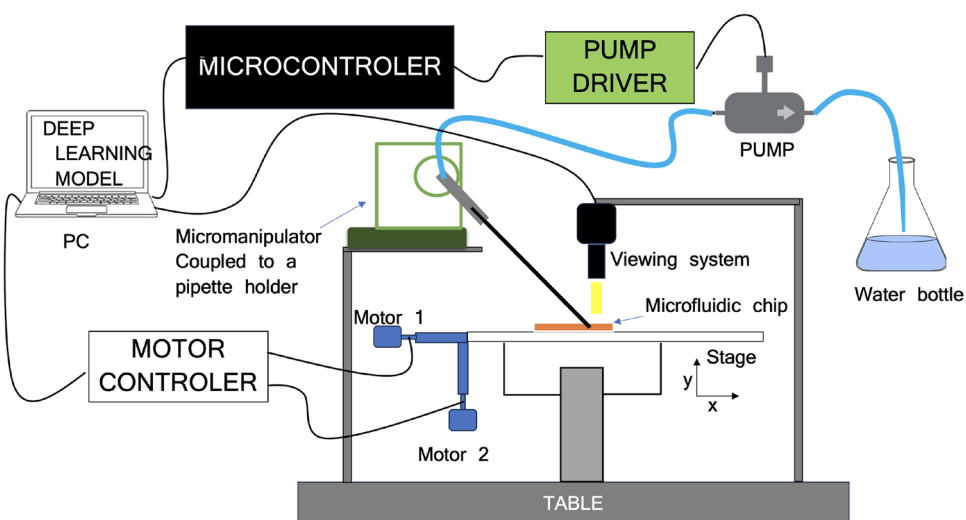 MICROCONTROLER
PUMP
DRIVER
DEEP
LEARNING
MODEL
PC
PUMP
Water bottle
Micromanipulator
Coupled to a
pipette holder
Viewing system
Microfluidic chip
Motor 1
MOTOR
CONTROLER
Stage
y
x
Motor 2
TABLE